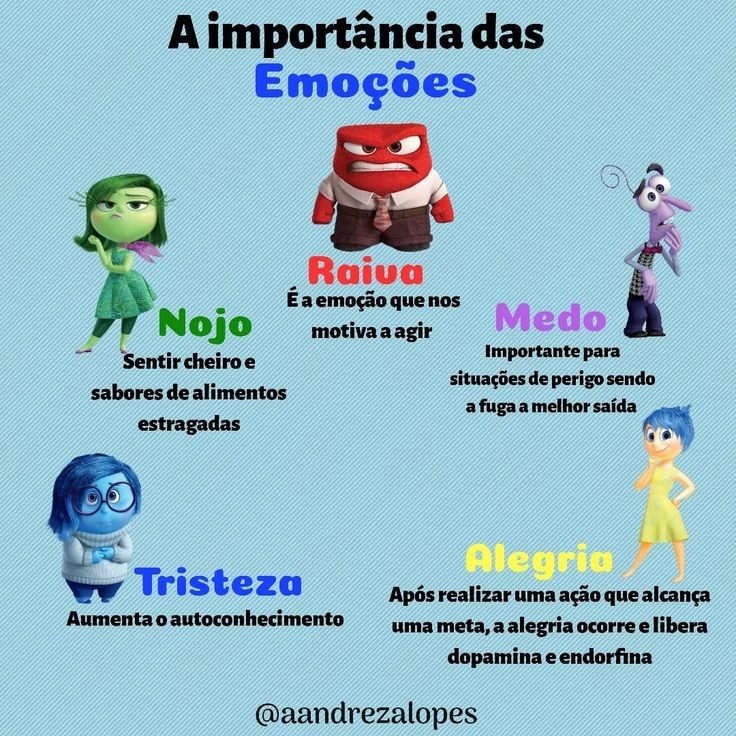 A importância das
Emoções
Raiva
É a emoção que nos
motiva a agir
Nojo
Sentir cheiro e
sabores de alimentos
estragadas
Medo
Importante para
situações de perigo sendo
a fuga a melhor saída
Tristeza
Aumenta o autoconhecimento
Alegria
Após realizar uma ação que alcança
uma meta, a alegria ocorre e libera
dopamina e endorfina
@aandrezalopes